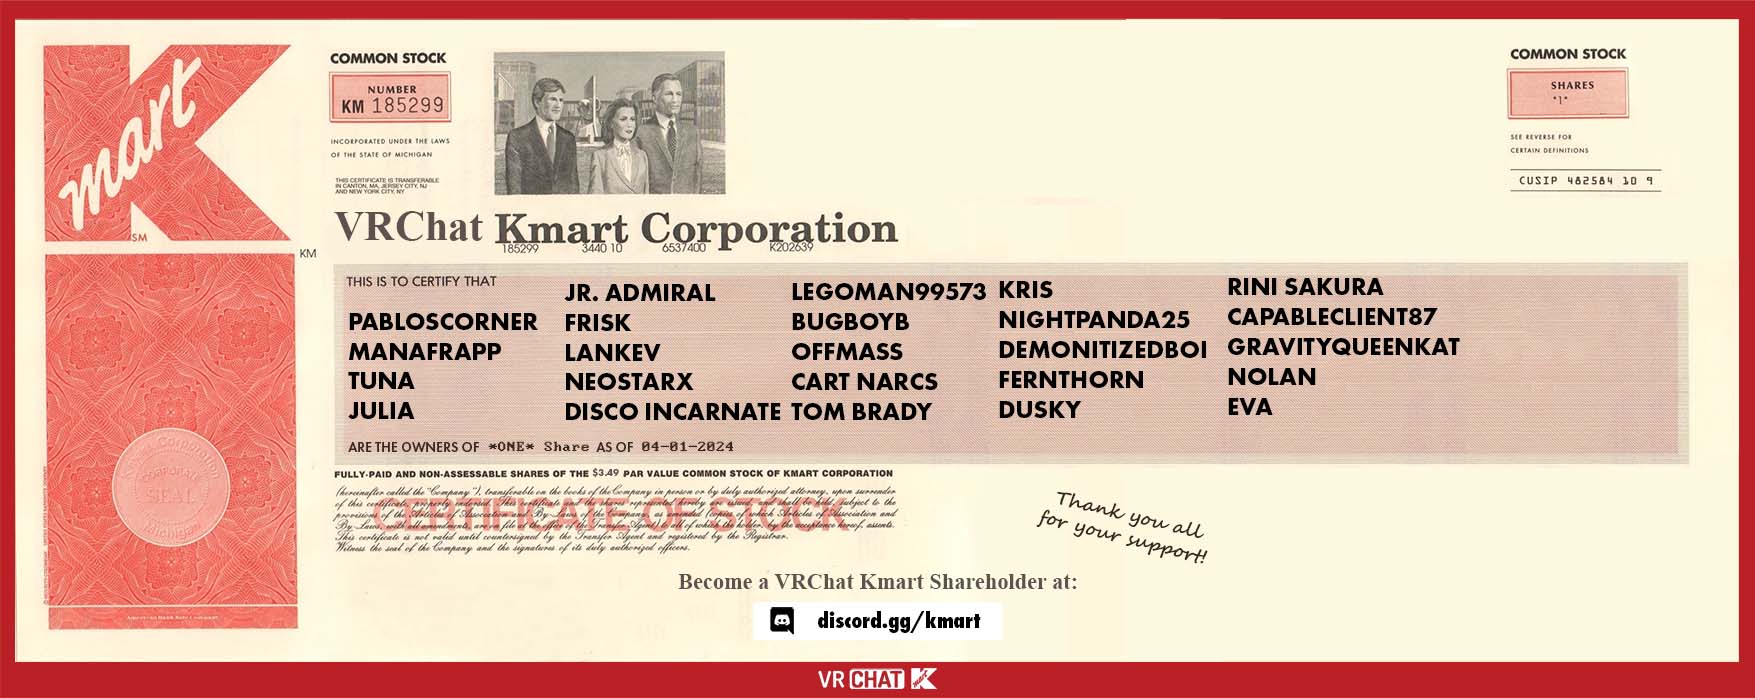 Kmart
SM
KM
COMMON STOCK
NUMBER
KM 185299
INCORPORATED UNDER THE LAWS
OF THE STATE OF MICHIGAN
THIS CERTIFICATE IS TRANSFERABLE
IN CANTON, MA, JERSEY CITY, NJ
AND NEW YORK CITY, NY
COMMON STOCK
SHARES
*1*
SEE REVERSE FOR
CERTAIN DEFINITIONS
CUSIP 482584 10 9
VRChat Kmart Corporation
185299 3440 10 6537400 K202639
THIS IS TO CERTIFY THAT
PABLOSCORNER
MANAFRAPP
TUNA
JULIA
JR. ADMIRAL
FRISK
LANKEV
NEOSTARX
DISCO INCARNATE
LEGOMAN99573
BUGBOYB
OFFMASS
CART NARCS
TOM BRADY
KRIS
NIGHTPANDA25
DEMONITIZEDBOI
FERNTHORN
DUSKY
RINI SAKURA
CAPABLECLIENT87
GRAVITYQUEENKAT
NOLAN
EVA
ARE THE OWNERS OF *ONE* Share AS OF 04-01-2024
FULLY-PAID AND NON-ASSESSABLE SHARES OF THE $3.49 PAR VALUE COMMON STOCK OF KMART CORPORATION
(hereinafter called the "Company"), transferable on the books of the Company in person or by duly authorized attorney, upon surrender
of this certificate, properly endorsed. This certificate and the shares represented hereby are issued and shall be held subject to the
provisions of the Articles of Association and By-Laws of the Company, as amended (copies of which Articles of Association and
By-Laws, with all amendments, are on file at the office of the Transfer Agent), to all of which the holder, by the acceptance hereof, assents.
This certificate is not valid until countersigned by the Transfer Agent and registered by the Registrar.
Witness the seal of the Company and the signatures of its duly authorized officers.
CERTIFICATE OF STOCK
Corporation
CORPORATE
SEAL
Michigan
American Bank Note Company
Thank you all
for your support!
Become a VRChat Kmart Shareholder at:
discord.gg/kmart
VR CHAT Kmart